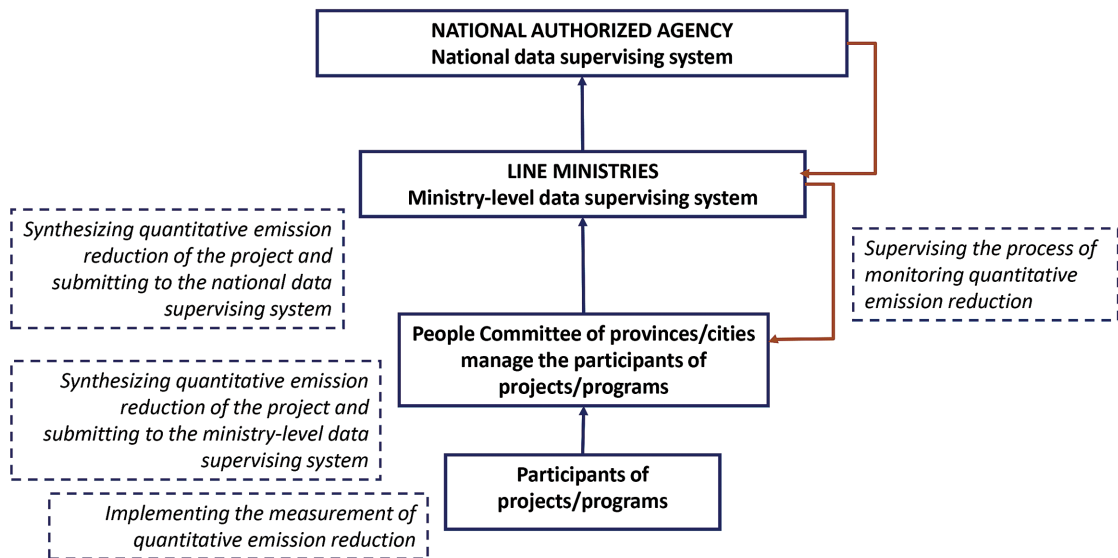 NATIONAL AUTHORIZED AGENCY
National data supervising system
LINE MINISTRIES
Ministry-level data supervising system
Synthesizing quantitative emission
reduction of the project and
submitting to the national data
supervising system
Supervising the process of
monitoring quantitative
emission reduction
People Committee of provinces/cities
manage the participants of
projects/programs
Synthesizing quantitative emission
reduction of the project and
submitting to the ministry-level data
supervising system
Participants of
projects/programs
Implementing the measurement of
quantitative emission reduction